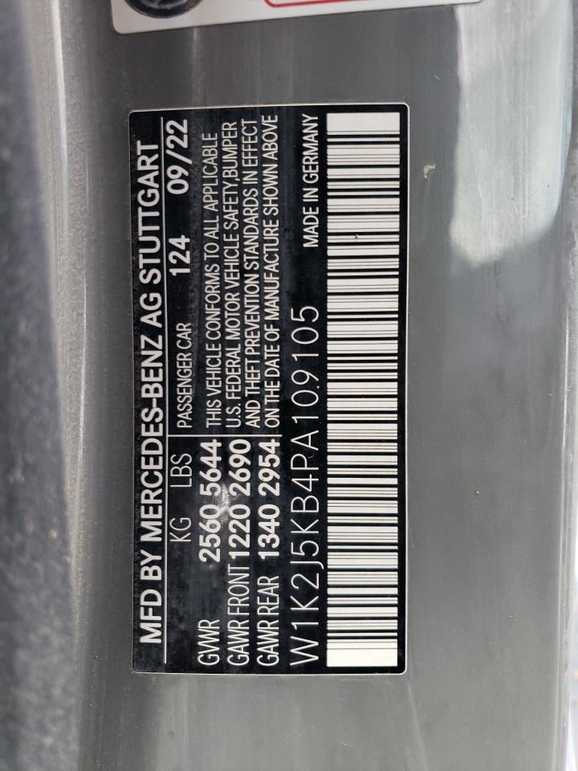 MFD BY MERCEDES-BENZ AG STUTTGART
KG LBS PASSENGER CAR 124 09/22
GVWR 2560 5644 THIS VEHICLE CONFORMS TO ALL APPLICABLE
U.S. FEDERAL MOTOR VEHICLE SAFETY, BUMPER
GAWR FRONT 1220 2690 AND THEFT PREVENTION STANDARDS IN EFFECT
GAWR REAR 1340 2954 ON THE DATE OF MANUFACTURE SHOWN ABOVE
W1K2J5KB4PA109105 MADE IN GERMANY